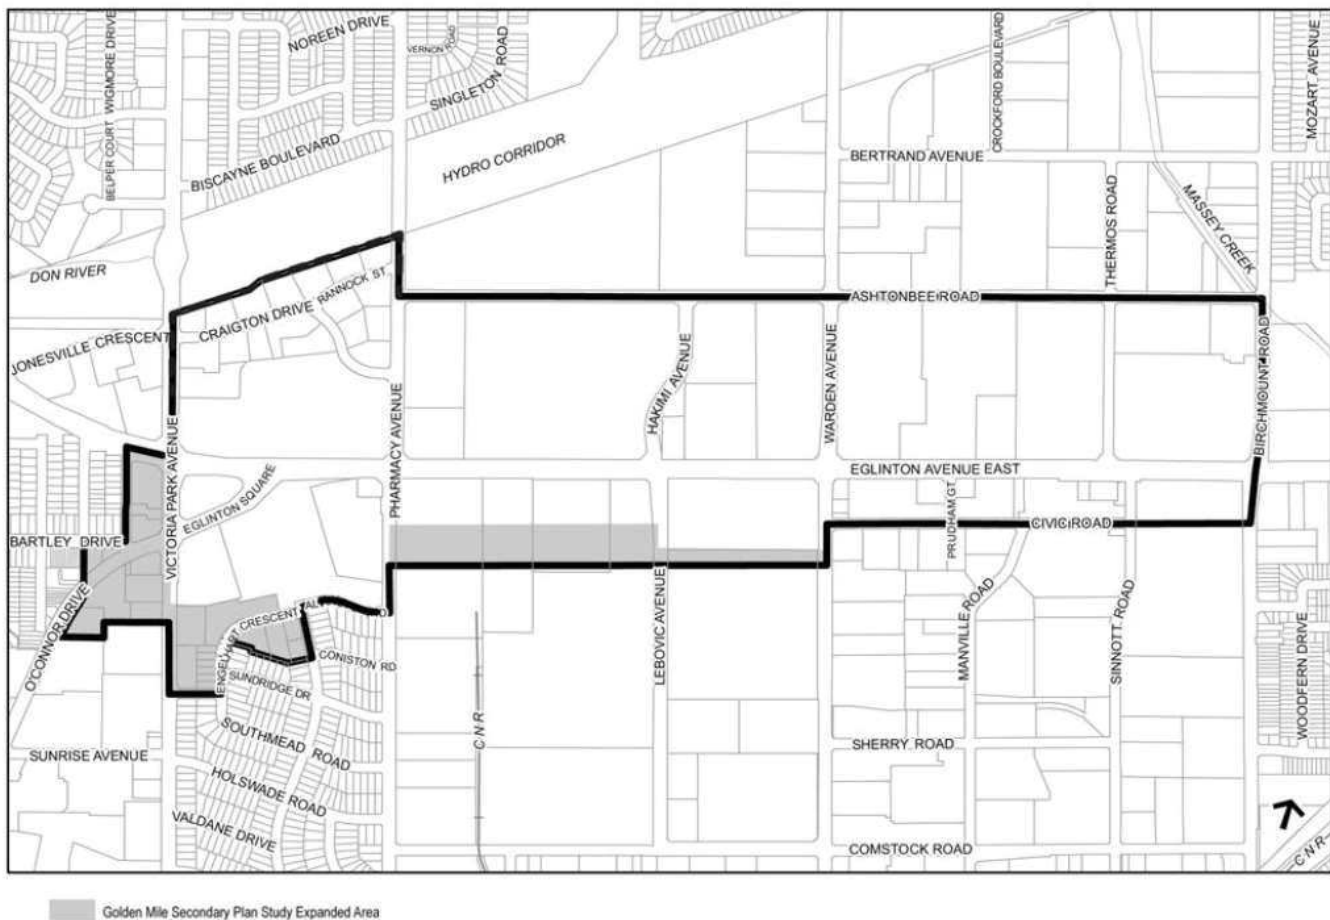 NOREEN DRIVE
VERNON ROAD
SINGLETON ROAD
BELPER COURT
WIGMORE DRIVE
BISCAYNE BOULEVARD
HYDRO CORRIDOR
CROCKFORD BOULEVARD
MOZART AVENUE
BERTRAND AVENUE
THERMOS ROAD
MASSEY CREEK
DON RIVER
RANNOCK ST
CRAIGTON DRIVE
JONESVILLE CRESCENT
ASHTONBEE ROAD
HAKIMI AVENUE
WARDEN AVENUE
BIRCHMOUNT ROAD
PHARMACY AVENUE
VICTORIA PARK AVENUE
EGLINTON SQUARE
EGLINTON AVENUE EAST
PRUDHAM GT
CIVIC ROAD
BARTLEY DRIVE
O'CONNOR DRIVE
ENGELHART CRESCENT
CONISTON RD
SUNDRIDGE DR
LEBOVIC AVENUE
MANVILLE ROAD
SINNOTT ROAD
WOODFERN DRIVE
SOUTHMEAD ROAD
CNR
SHERRY ROAD
SUNRISE AVENUE
HOLSWADE ROAD
VALDANE DRIVE
COMSTOCK ROAD
CNR
Golden Mile Secondary Plan Study Expanded Area